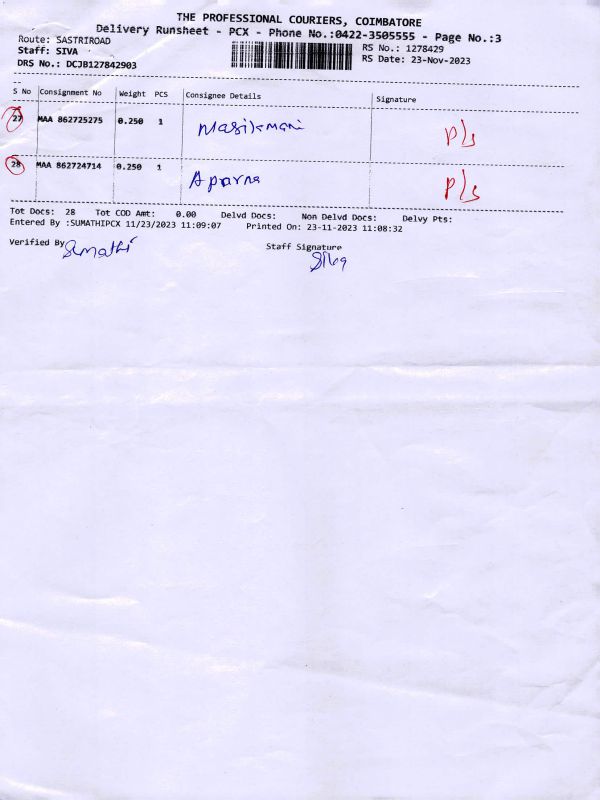 THE PROFESSIONAL COURIERS, COIMBATORE
Delivery Runsheet - PCX - Phone No.:0422-3505555 - Page No.:3
Route: SASTRIROAD
RS No.: 1278429
Staff: SIVA
RS Date: 23-Nov-2023
DRS No.: DCJB127842903
S No Consignment No Weight PCS Consignee Details Signature
27 MAA 862725275 0.250 1 Masilamani P/s
28 MAA 862724714 0.250 1 Aparna P/s
Tot Docs: 28 Tot COD Amt: 0.00 Delvd Docs: Non Delvd Docs: Delvy Pts:
Entered By :SUMATHIPCX 11/23/2023 11:09:07 Printed On: 23-11-2023 11:08:32
Verified By Sumathi Staff Signature